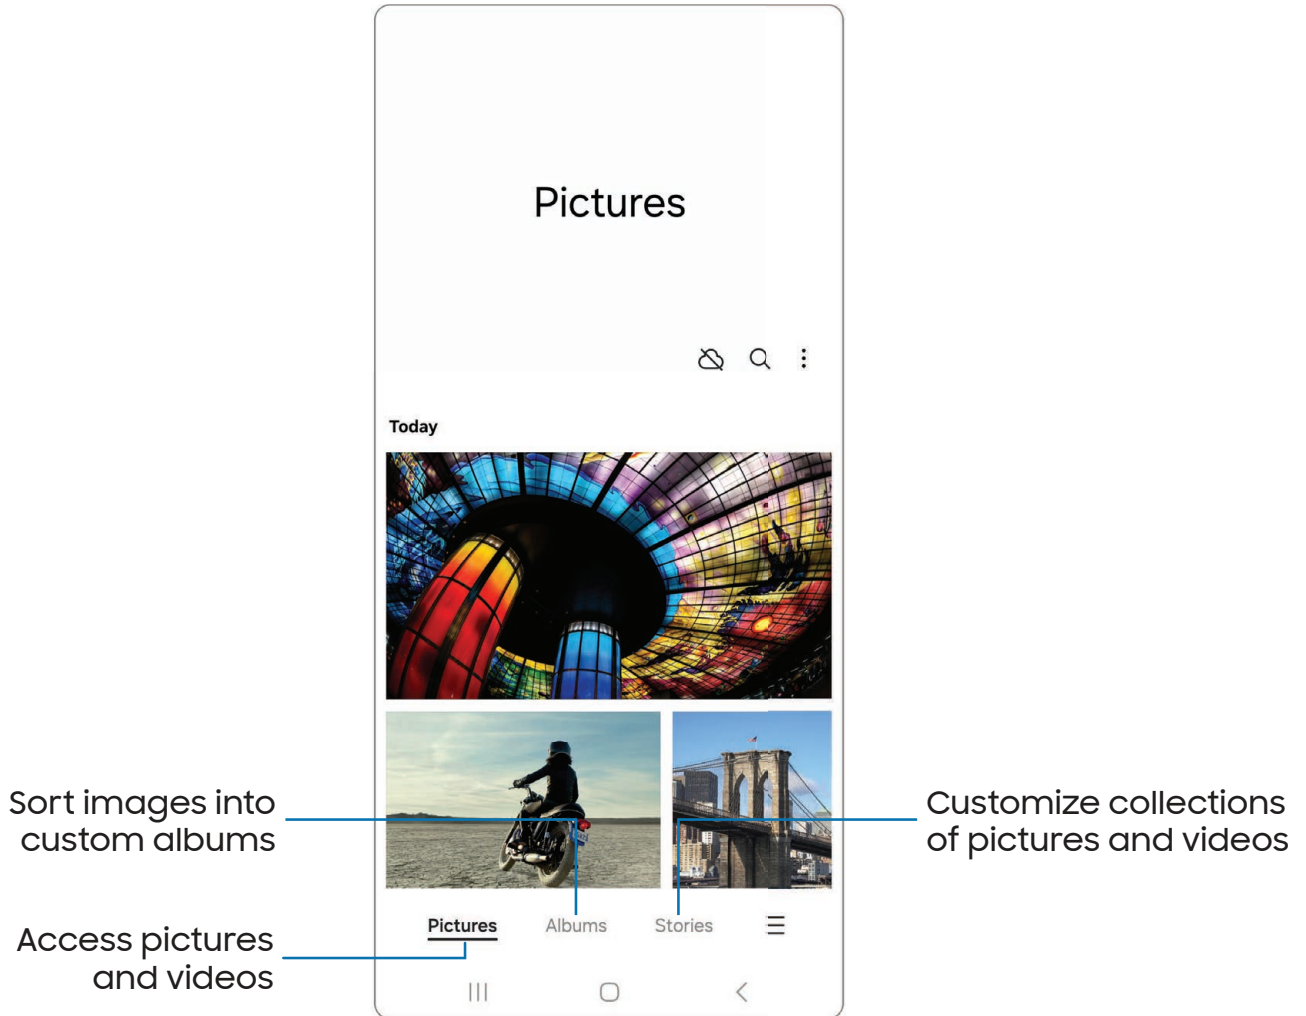 Pictures
Today
Sort images into
custom albums
Customize collections
of pictures and videos
Pictures
Albums
Stories
Access pictures
and videos